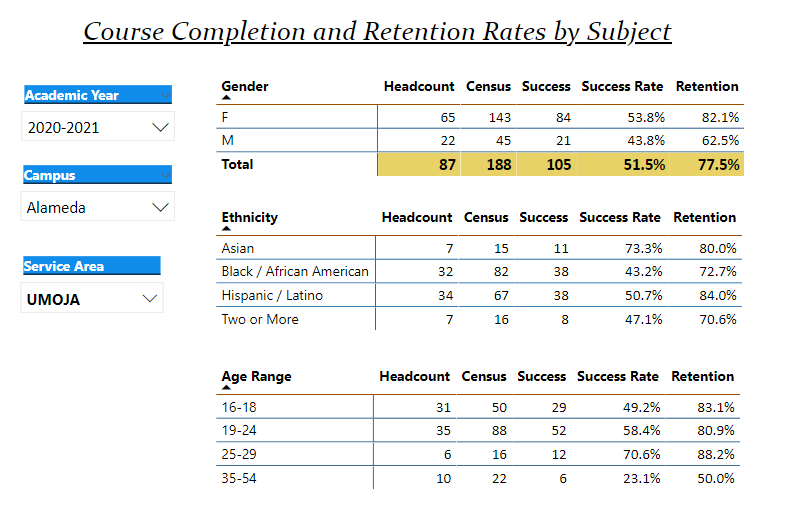 Course Completion and Retention Rates by Subject
Academic Year
2020-2021
Campus
Alameda
Service Area
UMOJA
Gender Headcount Census Success Success Rate Retention
F 65 143 84 53.8% 82.1%
M 22 45 21 43.8% 62.5%
Total 87 188 105 51.5% 77.5%
Ethnicity Headcount Census Success Success Rate Retention
Asian 7 15 11 73.3% 80.0%
Black / African American 32 82 38 43.2% 72.7%
Hispanic / Latino 34 67 38 50.7% 84.0%
Two or More 7 16 8 47.1% 70.6%
Age Range Headcount Census Success Success Rate Retention
16-18 31 50 29 49.2% 83.1%
19-24 35 88 52 58.4% 80.9%
25-29 6 16 12 70.6% 88.2%
35-54 10 22 6 23.1% 50.0%